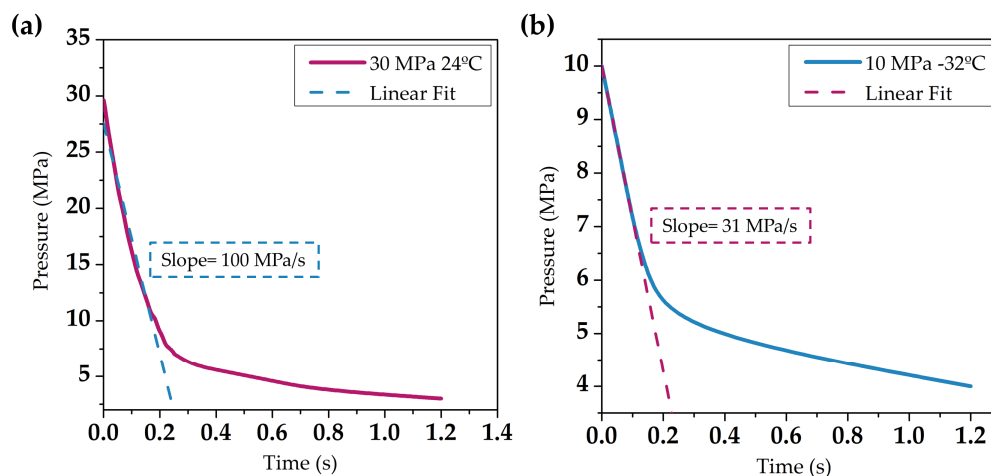 (a)
35
30
25
20
15
10
5
0.0 0.2 0.4 0.6 0.8 1.0 1.2 1.4
Pressure (MPa)
Time (s)
30 MPa 24ºC
Linear Fit
Slope= 100 MPa/s
(b)
10
9
8
7
6
5
4
0.0 0.2 0.4 0.6 0.8 1.0 1.2
Pressure (MPa)
Time (s)
10 MPa -32ºC
Linear Fit
Slope= 31 MPa/s